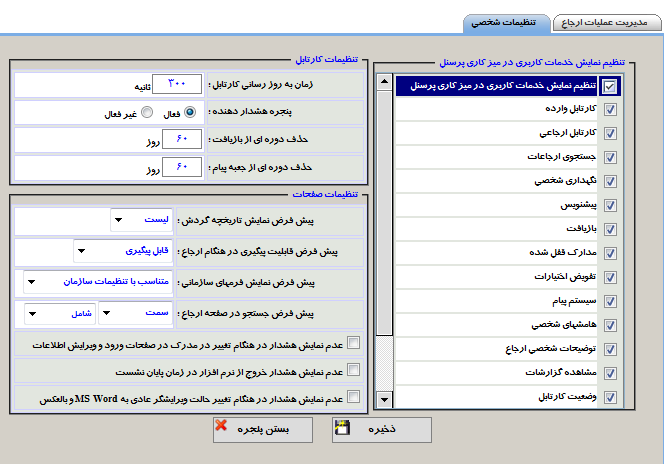 مدیریت عملیات ارجاع
تنظیمات شخصی
تنظیم نمایش خدمات کاربری در میز کاری پرسنل
تنظیم نمایش خدمات کاربری در میز کاری پرسنل
کارتابل وارده
کارتابل ارجاعی
جستجوی ارجاعات
نگهداری شخصی
پیشنویس
بازیافت
مدارک قفل شده
تفویض اختیارات
سیستم پیام
هامشهای شخصی
توضیحات شخصی ارجاع
مشاهده گزارشات
وضعیت کارتابل
تنظیمات کارتابل
زمان به روز رسانی کارتابل : ۳۰۰ ثانیه
پنجره هشدار دهنده : فعال غیر فعال
حذف دوره ای از بازیافت : ۶۰ روز
حذف دوره ای از جعبه پیام : ۶۰ روز
تنظیمات صفحات
پیش فرض نمایش تاریخچه گردش : لیست
پیش فرض قابلیت پیگیری در هنگام ارجاع : قابل پیگیری
پیش فرض نمایش فرمهای سازمانی : متناسب با تنظیمات سازمان
پیش فرض جستجو در صفحه ارجاع : سمت شامل
عدم نمایش هشدار در هنگام تغییر در مدرک در صفحات ورود و ویرایش اطلاعات
عدم نمایش هشدار خروج از نرم افزار در زمان پایان نشست
عدم نمایش هشدار در هنگام تغییر حالت ویرایشگر عادی به MS Word و بالعکس
ذخیره
بستن پنجره